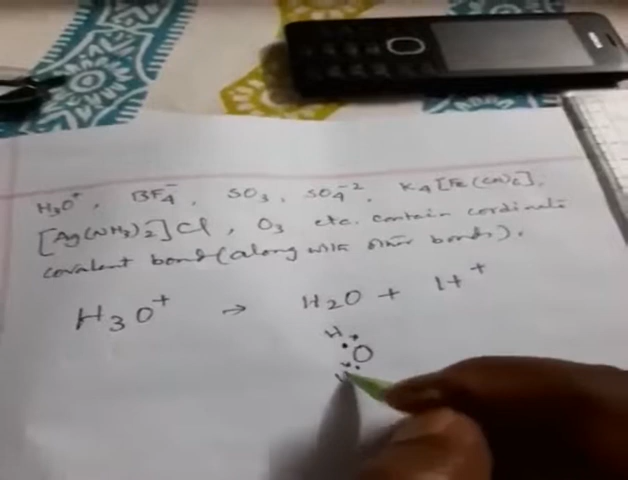 H3O+, BF4-, SO3, SO4-2, K4[Fe(CN)6],
[Ag(NH3)2]Cl, O3 etc. contain cordinate
covalent bond (along with other bonds).
H3O+ → H2O + H+
H
O
H